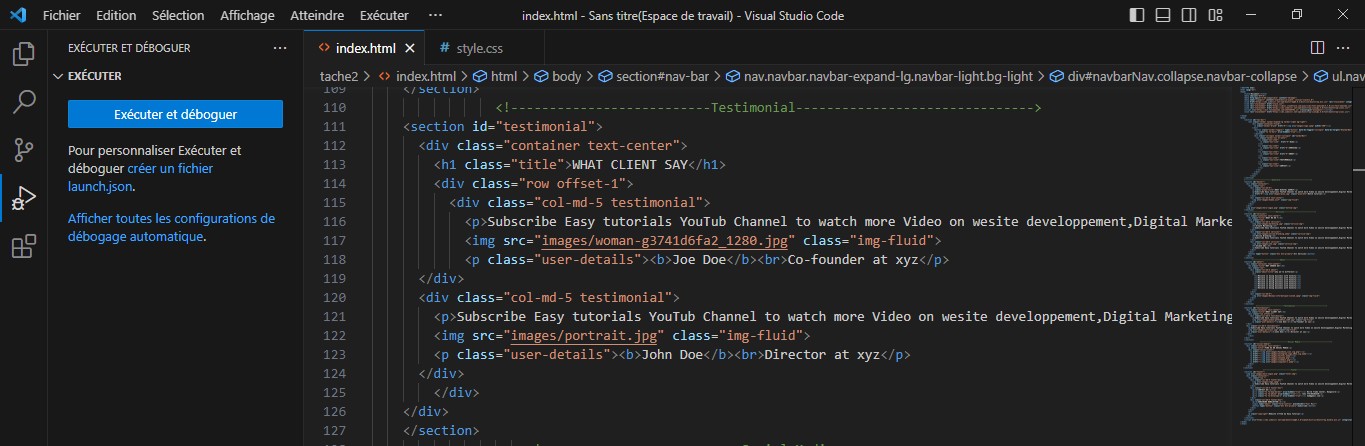 Fichier Edition Sélection Affichage Atteindre Exécuter ··· index.html - Sans titre(Espace de travail) - Visual Studio Code
EXÉCUTER ET DÉBOGUER ···
EXÉCUTER
Exécuter et déboguer
Pour personnaliser Exécuter et
déboguer créer un fichier
launch.json.
Afficher toutes les configurations de
débogage automatique.
<> index.html × # style.css ···
tache2 > <> index.html > html > body > section#nav-bar > nav.navbar.navbar-expand-lg.navbar-light.bg-light > div#navbarNav.collapse.navbar-collapse > ul.nav
109 </section>
110 <!-------------------------Testimonial----------------------------->
111 <section id="testimonial">
112 <div class="container text-center">
113 <h1 class="title">WHAT CLIENT SAY</h1>
114 <div class="row offset-1">
115 <div class="col-md-5 testimonial">
116 <p>Subscribe Easy tutorials YouTub Channel to watch more Video on wesite developpement,Digital Marke
117 <img src="images/woman-g3741d6fa2_1280.jpg" class="img-fluid">
118 <p class="user-details"><b>Joe Doe</b><br>Co-founder at xyz</p>
119 </div>
120 <div class="col-md-5 testimonial">
121 <p>Subscribe Easy tutorials YouTub Channel to watch more Video on wesite developpement,Digital Marketing
122 <img src="images/portrait.jpg" class="img-fluid">
123 <p class="user-details"><b>John Doe</b><br>Director at xyz</p>
124 </div>
125 </div>
126 </div>
127 </section>